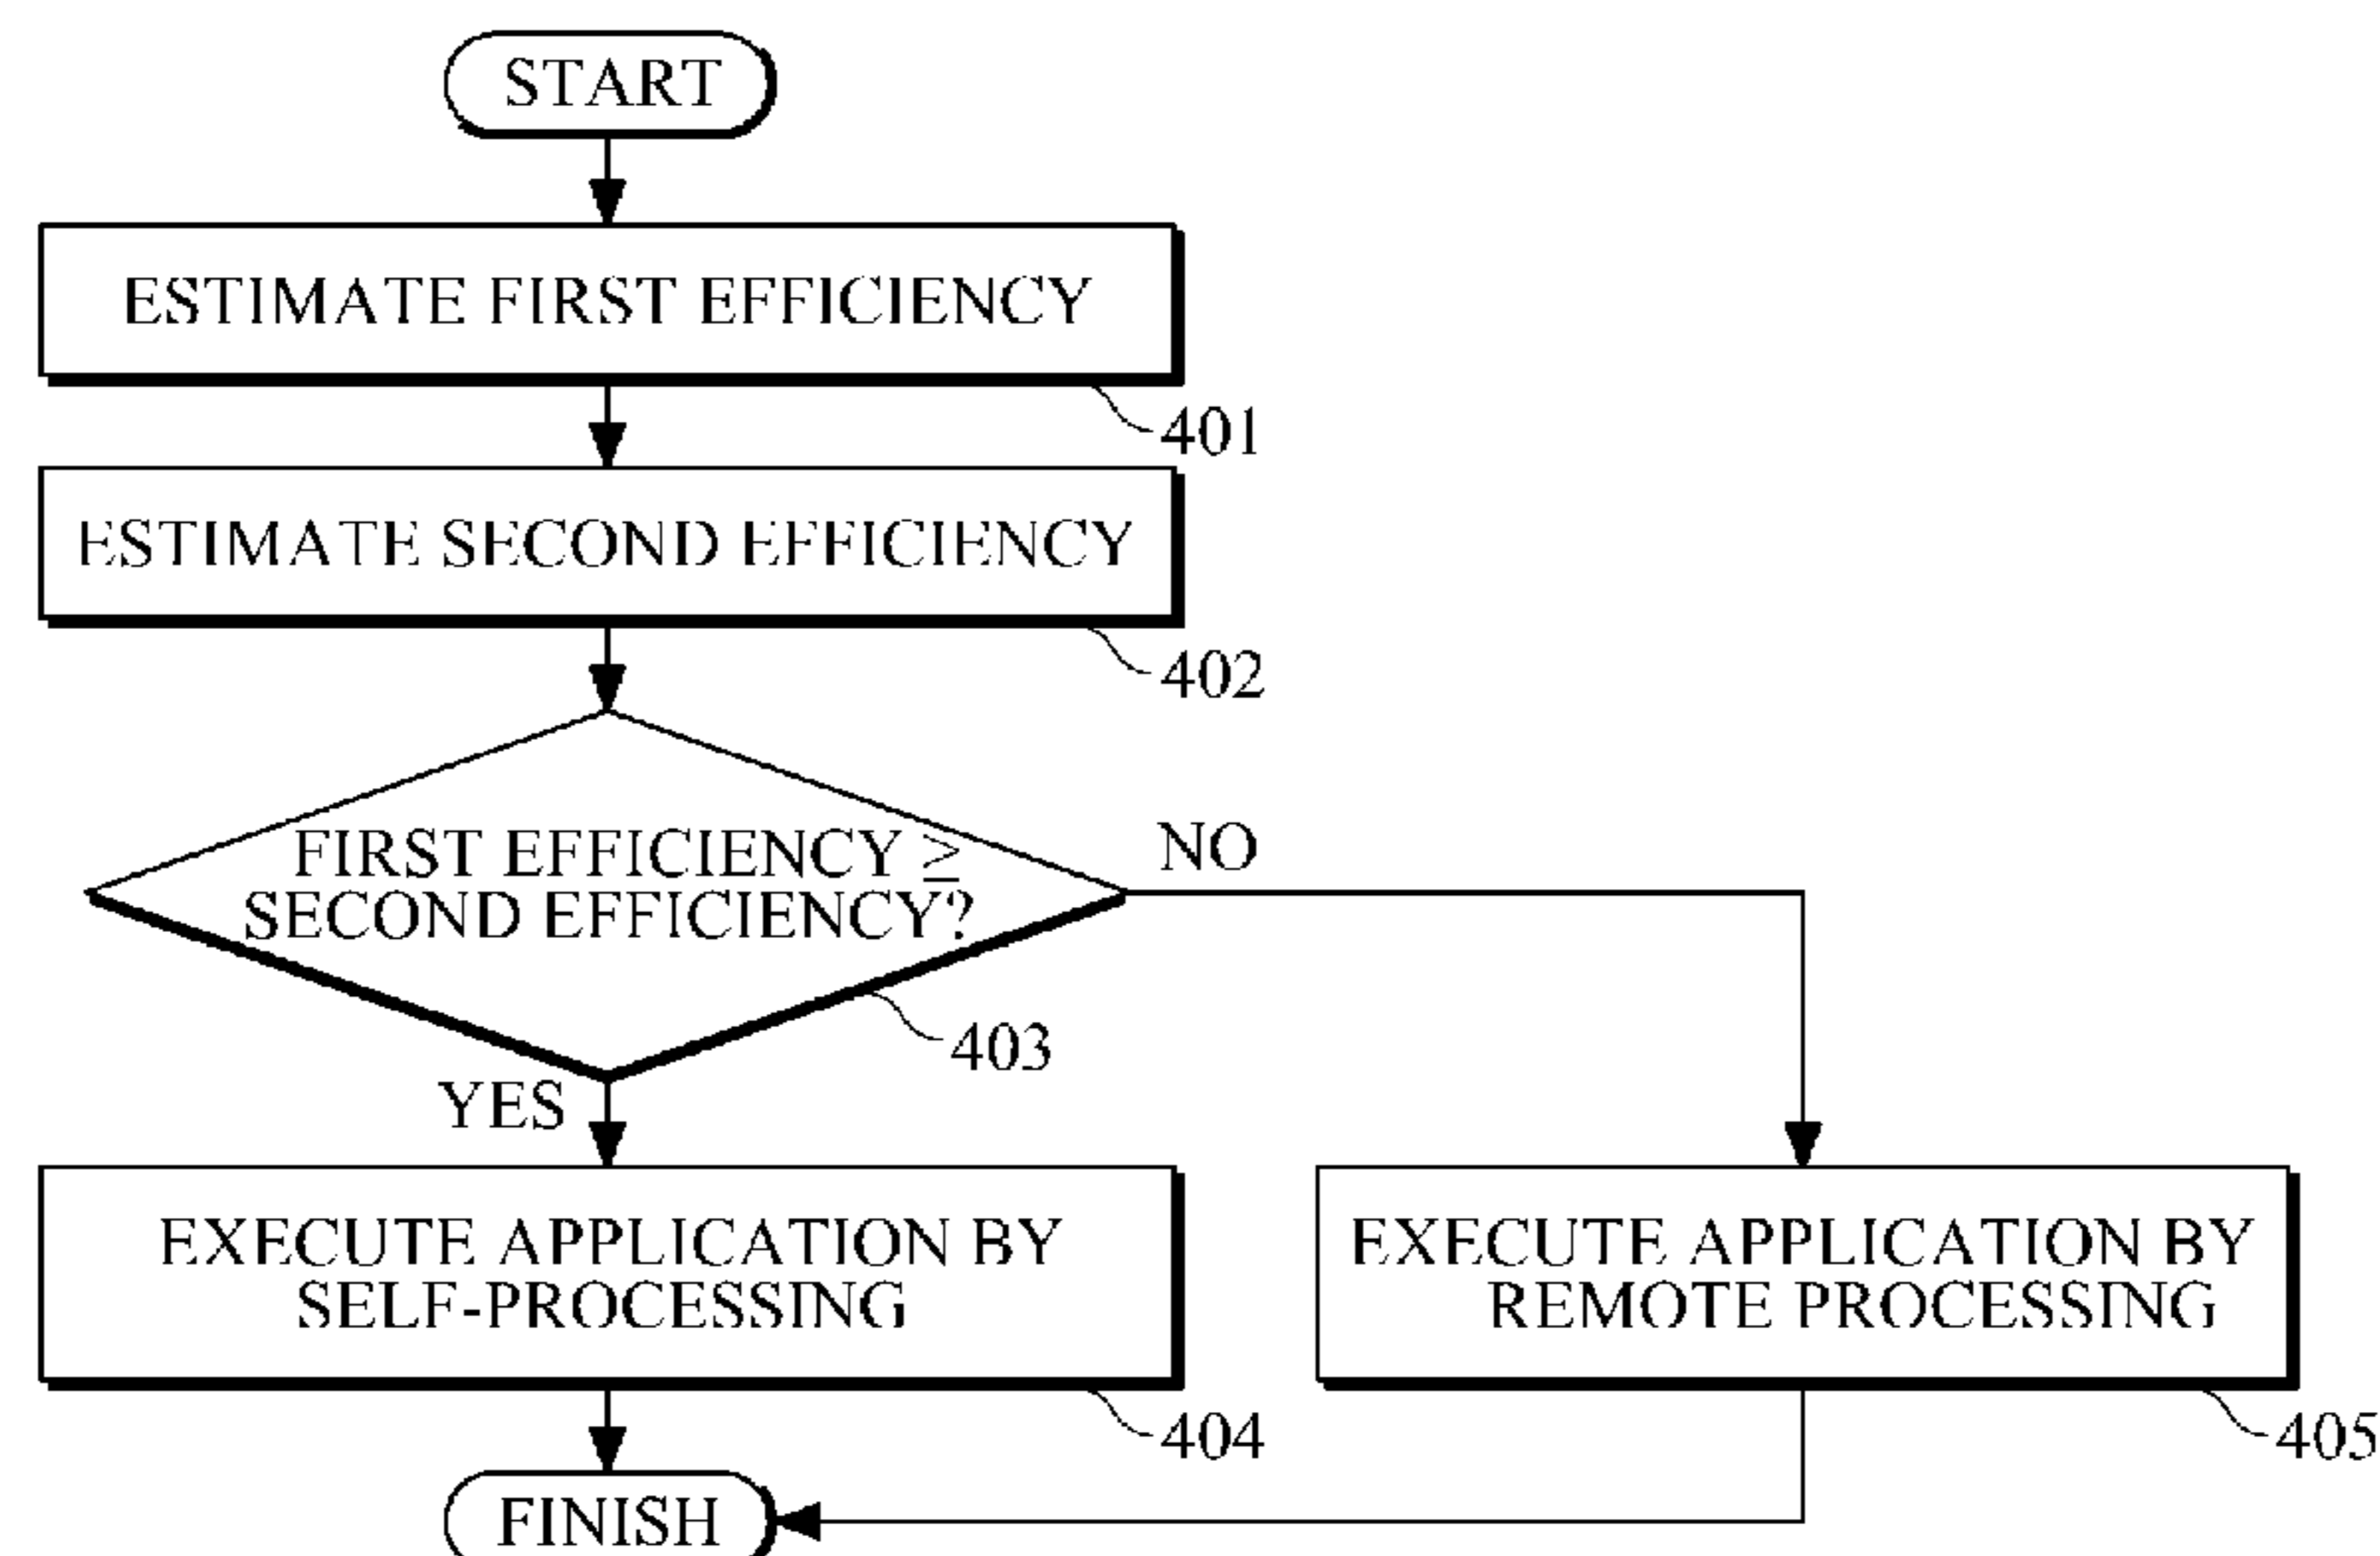 START
ESTIMATE FIRST EFFICIENCY
401
ESTIMATE SECOND EFFICIENCY
402
FIRST EFFICIENCY ≥
SECOND EFFICIENCY?
NO
403
YES
EXECUTE APPLICATION BY
SELF-PROCESSING
404
EXECUTE APPLICATION BY
REMOTE PROCESSING
405
FINISH